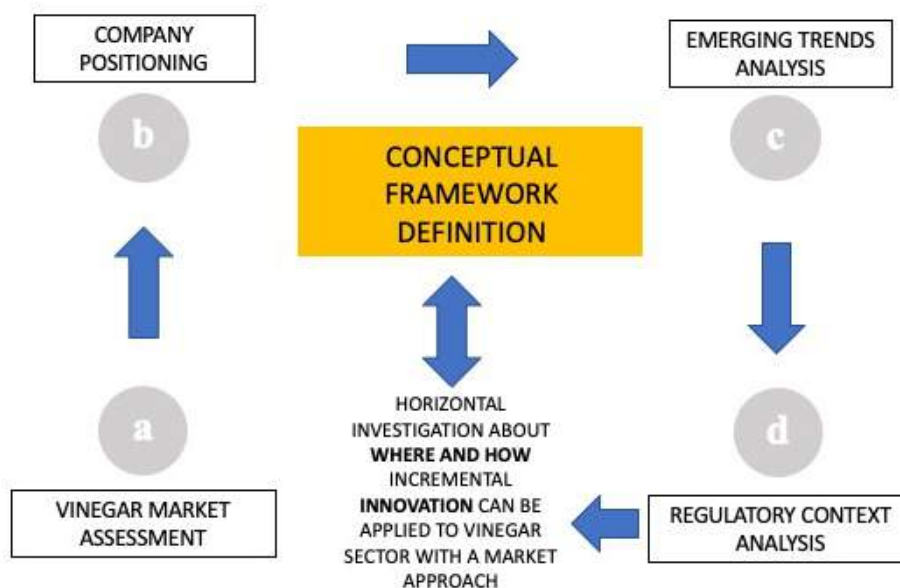 COMPANY
POSITIONING
EMERGING TRENDS
ANALYSIS
b
c
CONCEPTUAL
FRAMEWORK
DEFINITION
a
d
VINEGAR MARKET
ASSESSMENT
HORIZONTAL
INVESTIGATION ABOUT
WHERE AND HOW
INCREMENTAL
INNOVATION CAN BE
APPLIED TO VINEGAR
SECTOR WITH A MARKET
APPROACH
REGULATORY CONTEXT
ANALYSIS